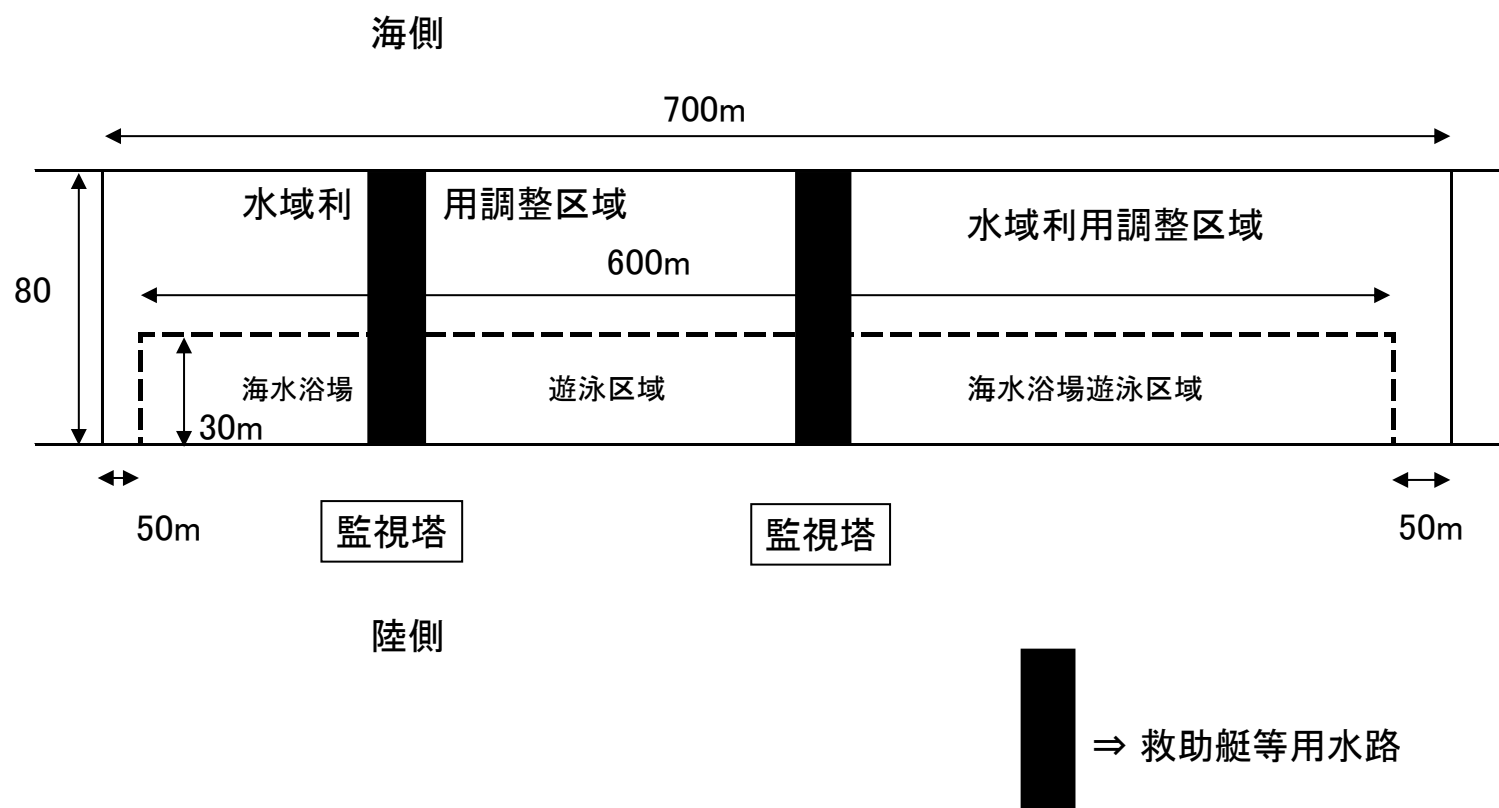 海側
700m
水域利 用調整区域
水域利用調整区域
600m
80
海水浴場 遊泳区域 海水浴場遊泳区域
30m
50m
監視塔
監視塔
50m
陸側
⇒ 救助艇等用水路